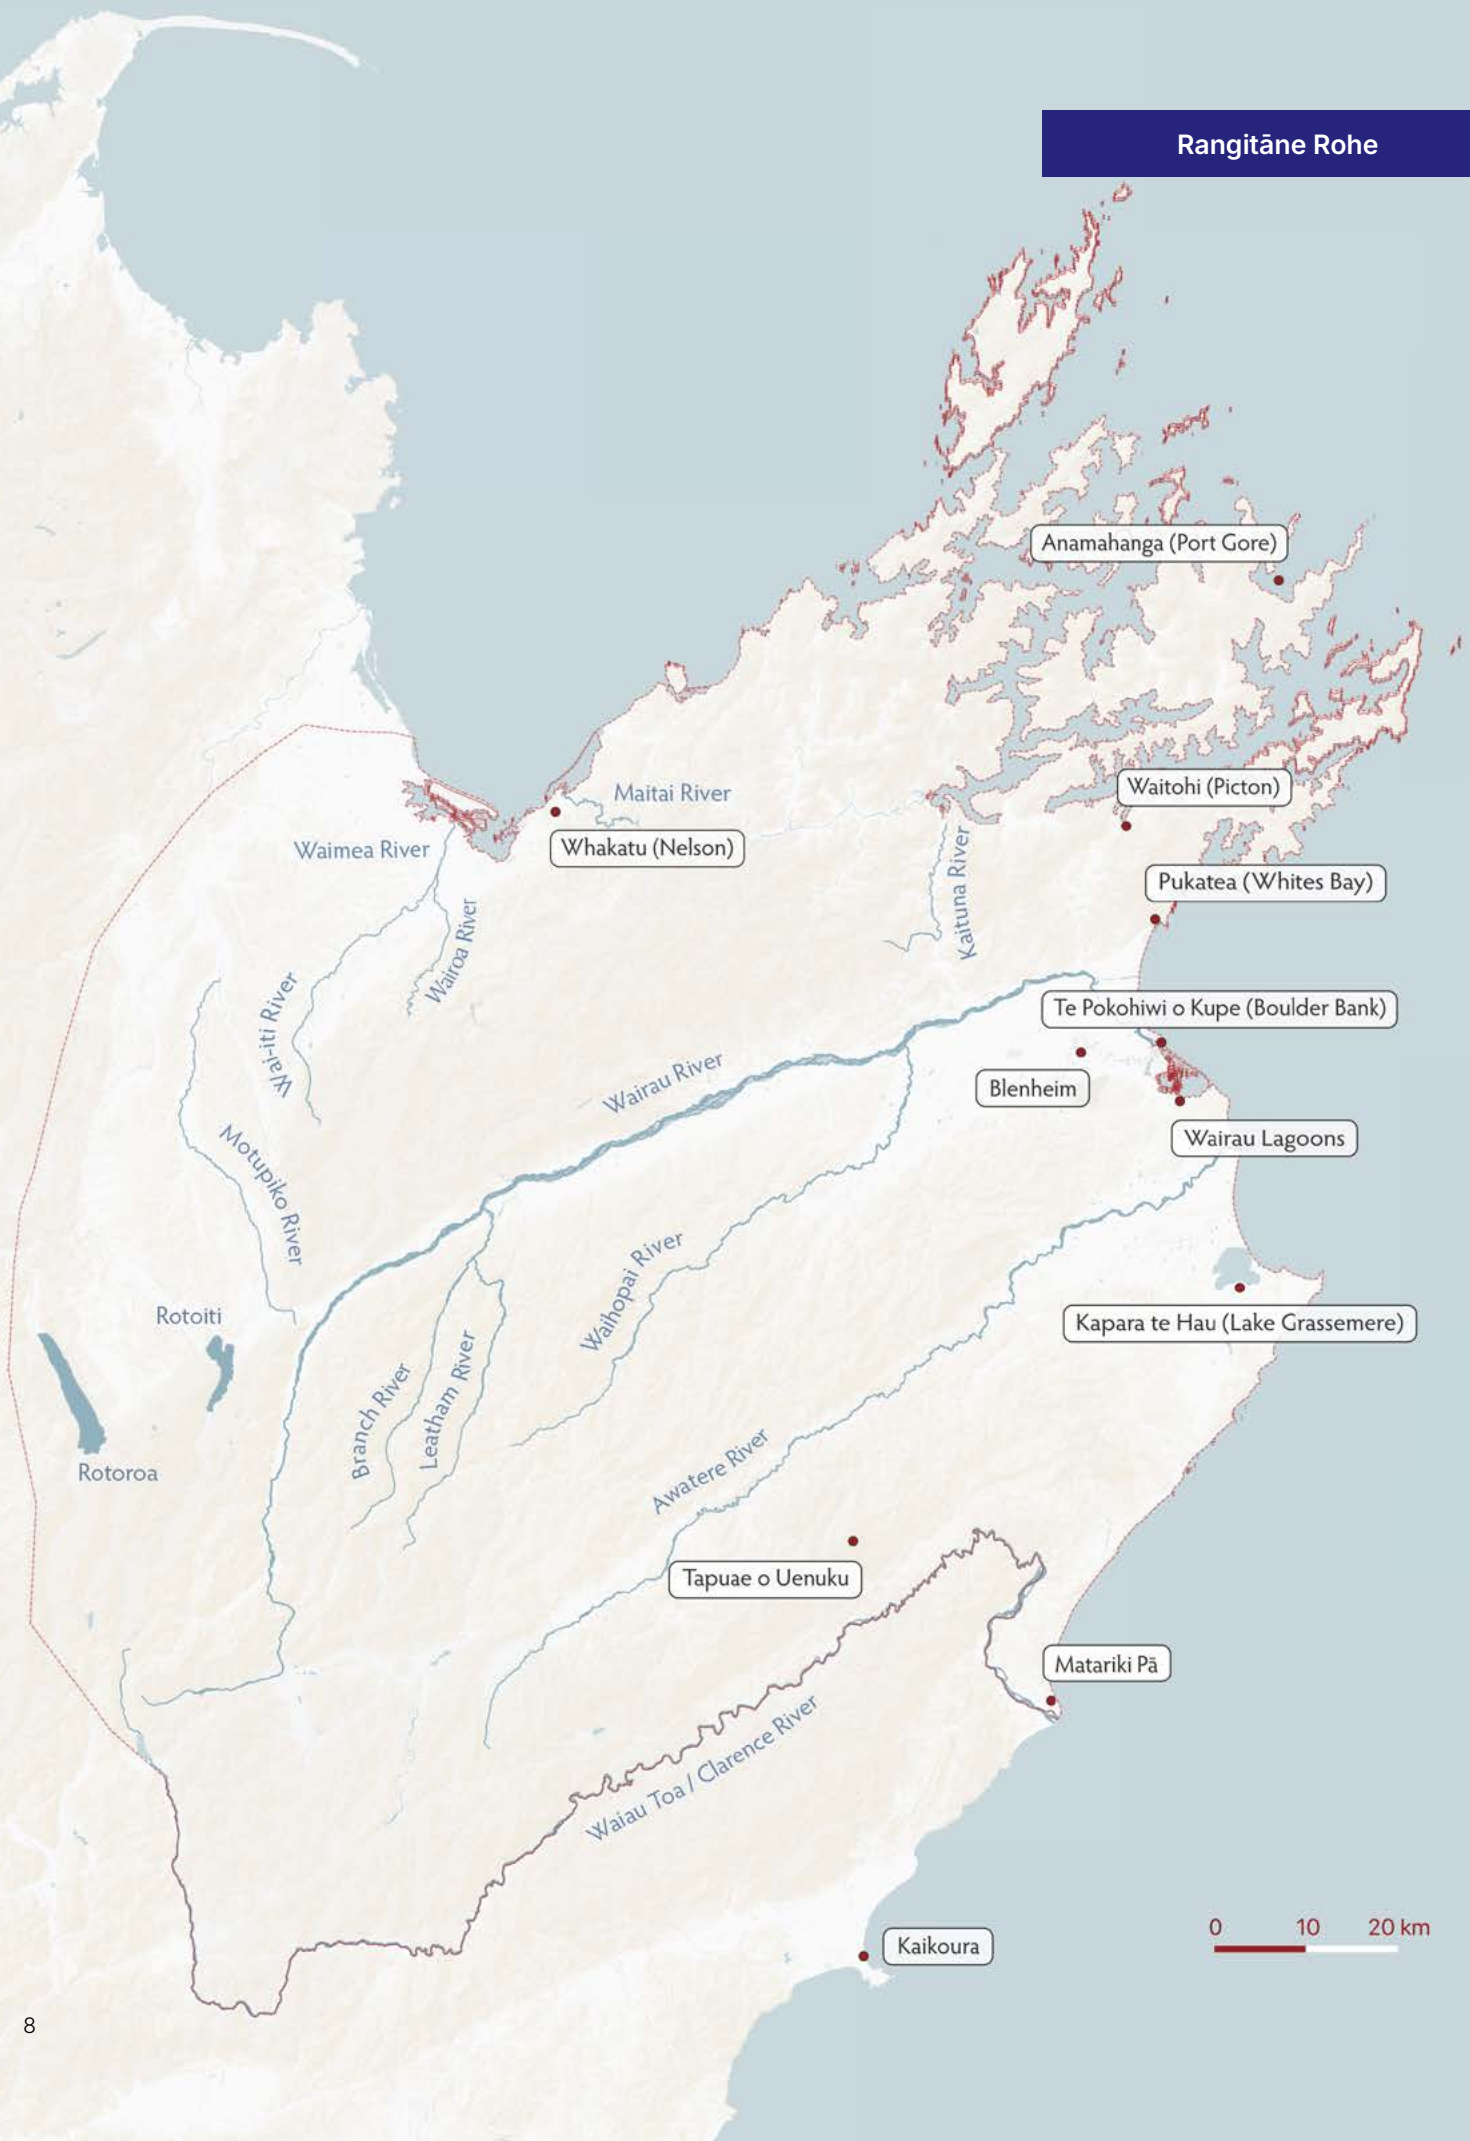 Rangitāne Rohe
Anamahanga (Port Gore)
Waitohi (Picton)
Maitai River
Whakatu (Nelson)
Waimea River
Kaituna River
Pukatea (Whites Bay)
Wairoa River
Wai-iti River
Te Pokohiwi o Kupe (Boulder Bank)
Wairau River
Blenheim
Wairau Lagoons
Motupiko River
Waihopai River
Rotoiti
Kapara te Hau (Lake Grassemere)
Branch River
Leatham River
Rotoroa
Awatere River
Tapuae o Uenuku
Matariki Pā
Waiau Toa / Clarence River
Kaikoura
0 10 20 km
8